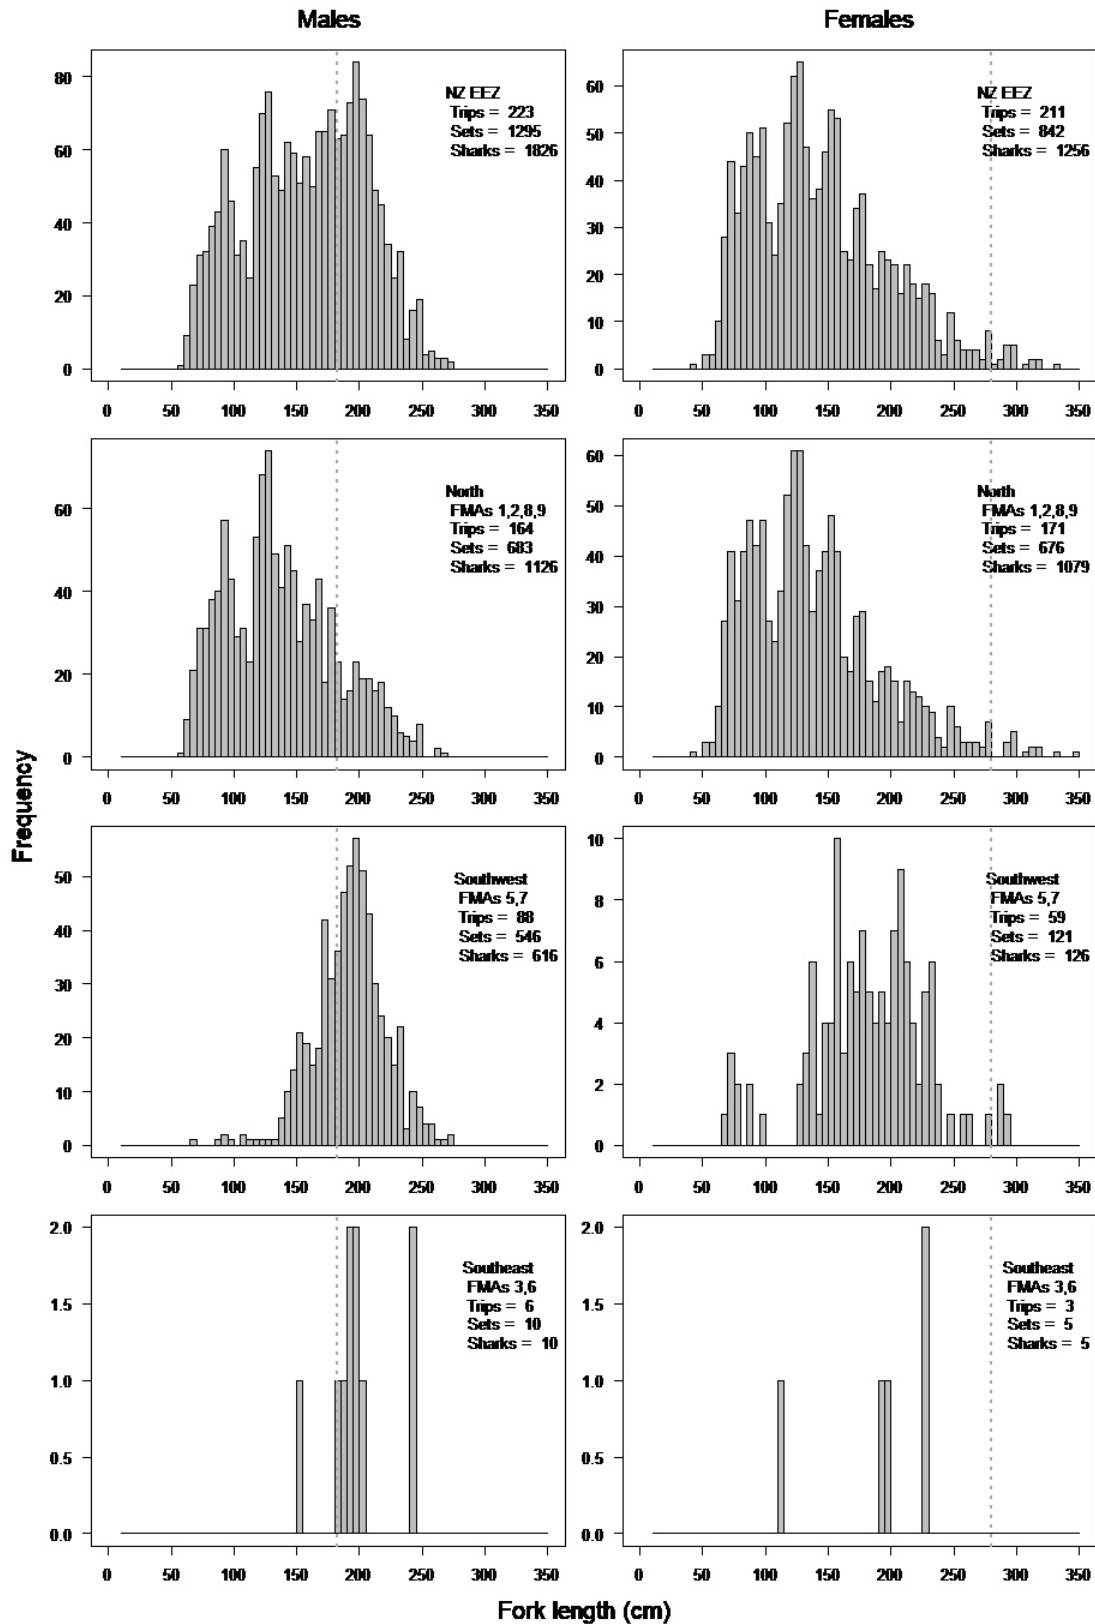 Males
Females
NZ EEZ
Trips = 223
Sets = 1295
Sharks = 1826
80
60
40
20
0
0 50 100 150 200 250 300 350
NZ EEZ
Trips = 211
Sets = 842
Sharks = 1256
60
50
40
30
20
10
0
0 50 100 150 200 250 300 350
North
FMAs 1,2,8,9
Trips = 164
Sets = 683
Sharks = 1126
60
40
20
0
0 50 100 150 200 250 300 350
North
FMAs 1,2,8,9
Trips = 171
Sets = 676
Sharks = 1079
60
50
40
30
20
10
0
0 50 100 150 200 250 300 350
Frequency
Southwest
FMAs 5,7
Trips = 88
Sets = 546
Sharks = 616
50
40
30
20
10
0
0 50 100 150 200 250 300 350
Southwest
FMAs 5,7
Trips = 59
Sets = 121
Sharks = 126
10
8
6
4
2
0
0 50 100 150 200 250 300 350
Southeast
FMAs 3,6
Trips = 6
Sets = 10
Sharks = 10
2.0
1.5
1.0
0.5
0.0
0 50 100 150 200 250 300 350
Southeast
FMAs 3,6
Trips = 3
Sets = 5
Sharks = 5
2.0
1.5
1.0
0.5
0.0
0 50 100 150 200 250 300 350
Fork length (cm)